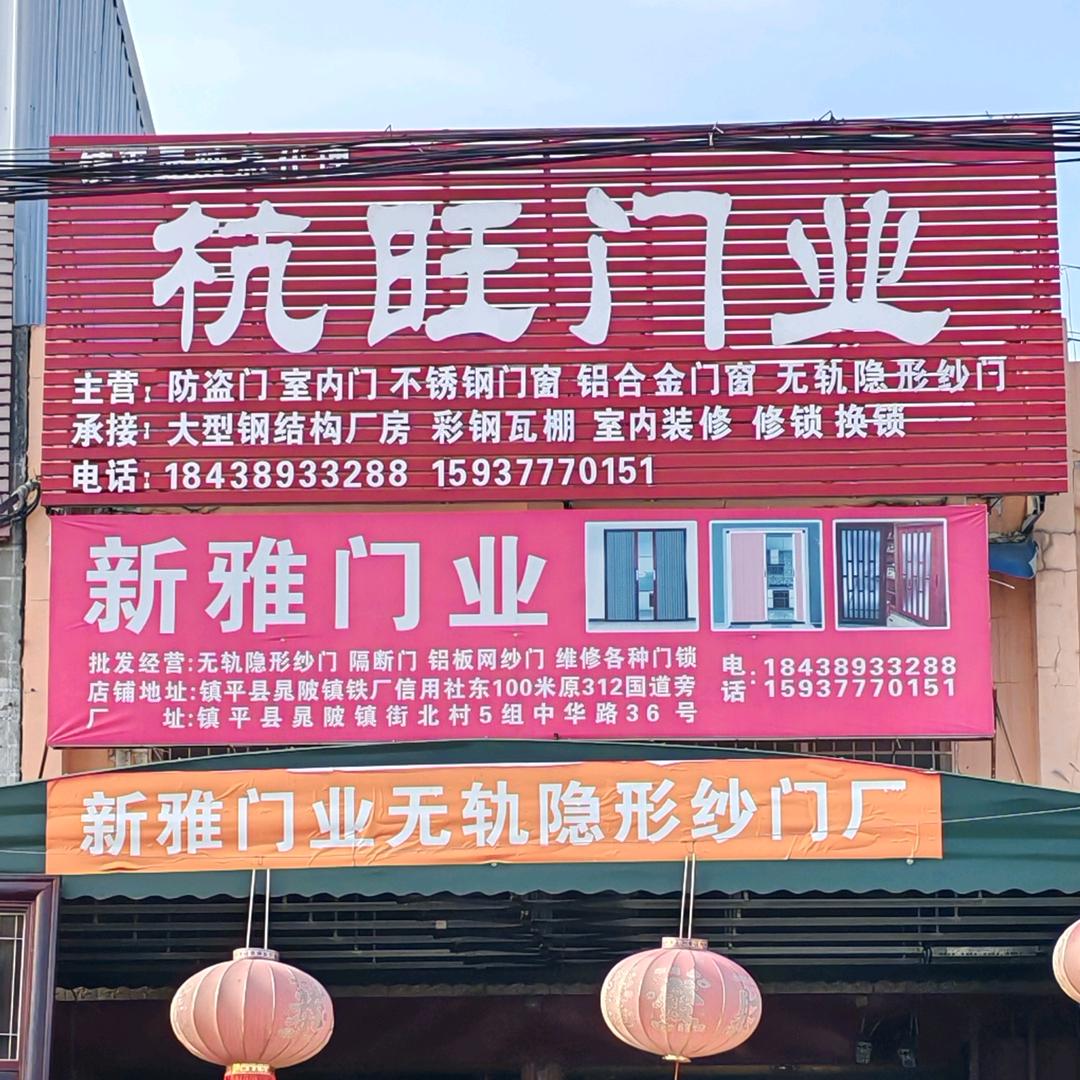 杭旺门业
主营：防盗门 室内门 不锈钢门窗 铝合金门窗 无轨隐形纱门
承接：大型钢结构厂房 彩钢瓦棚 室内装修 修锁 换锁
电话：18438933288 15937770151
新雅门业
批发经营:无轨隐形纱门 隔断门 铝板网纱门 维修各种门锁
店铺地址:镇平县晁陂镇铁厂信用社东100米原312国道旁
厂 址:镇平县晁陂镇街北村5组中华路36号
电话:18438933288
15937770151
新雅门业无轨隐形纱门厂